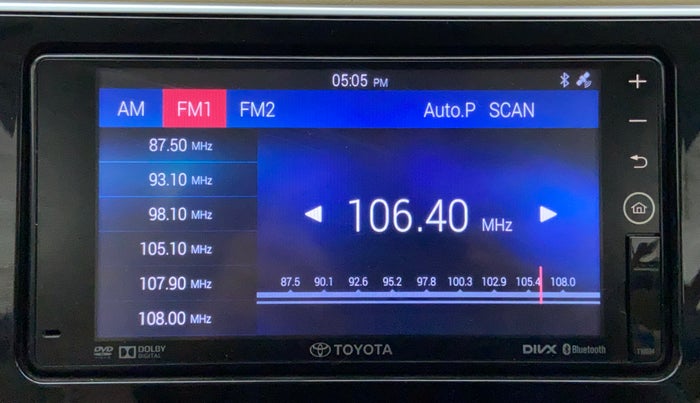 05:05 PM
AM FM1 FM2 Auto.P SCAN
87.50 MHz
93.10 MHz
98.10 MHz
105.10 MHz
107.90 MHz
108.00 MHz
106.40 MHz
87.5 90.1 92.6 95.2 97.8 100.3 102.9 105.4 108.0
DVD DOLBY DIGITAL TOYOTA DIVX Bluetooth